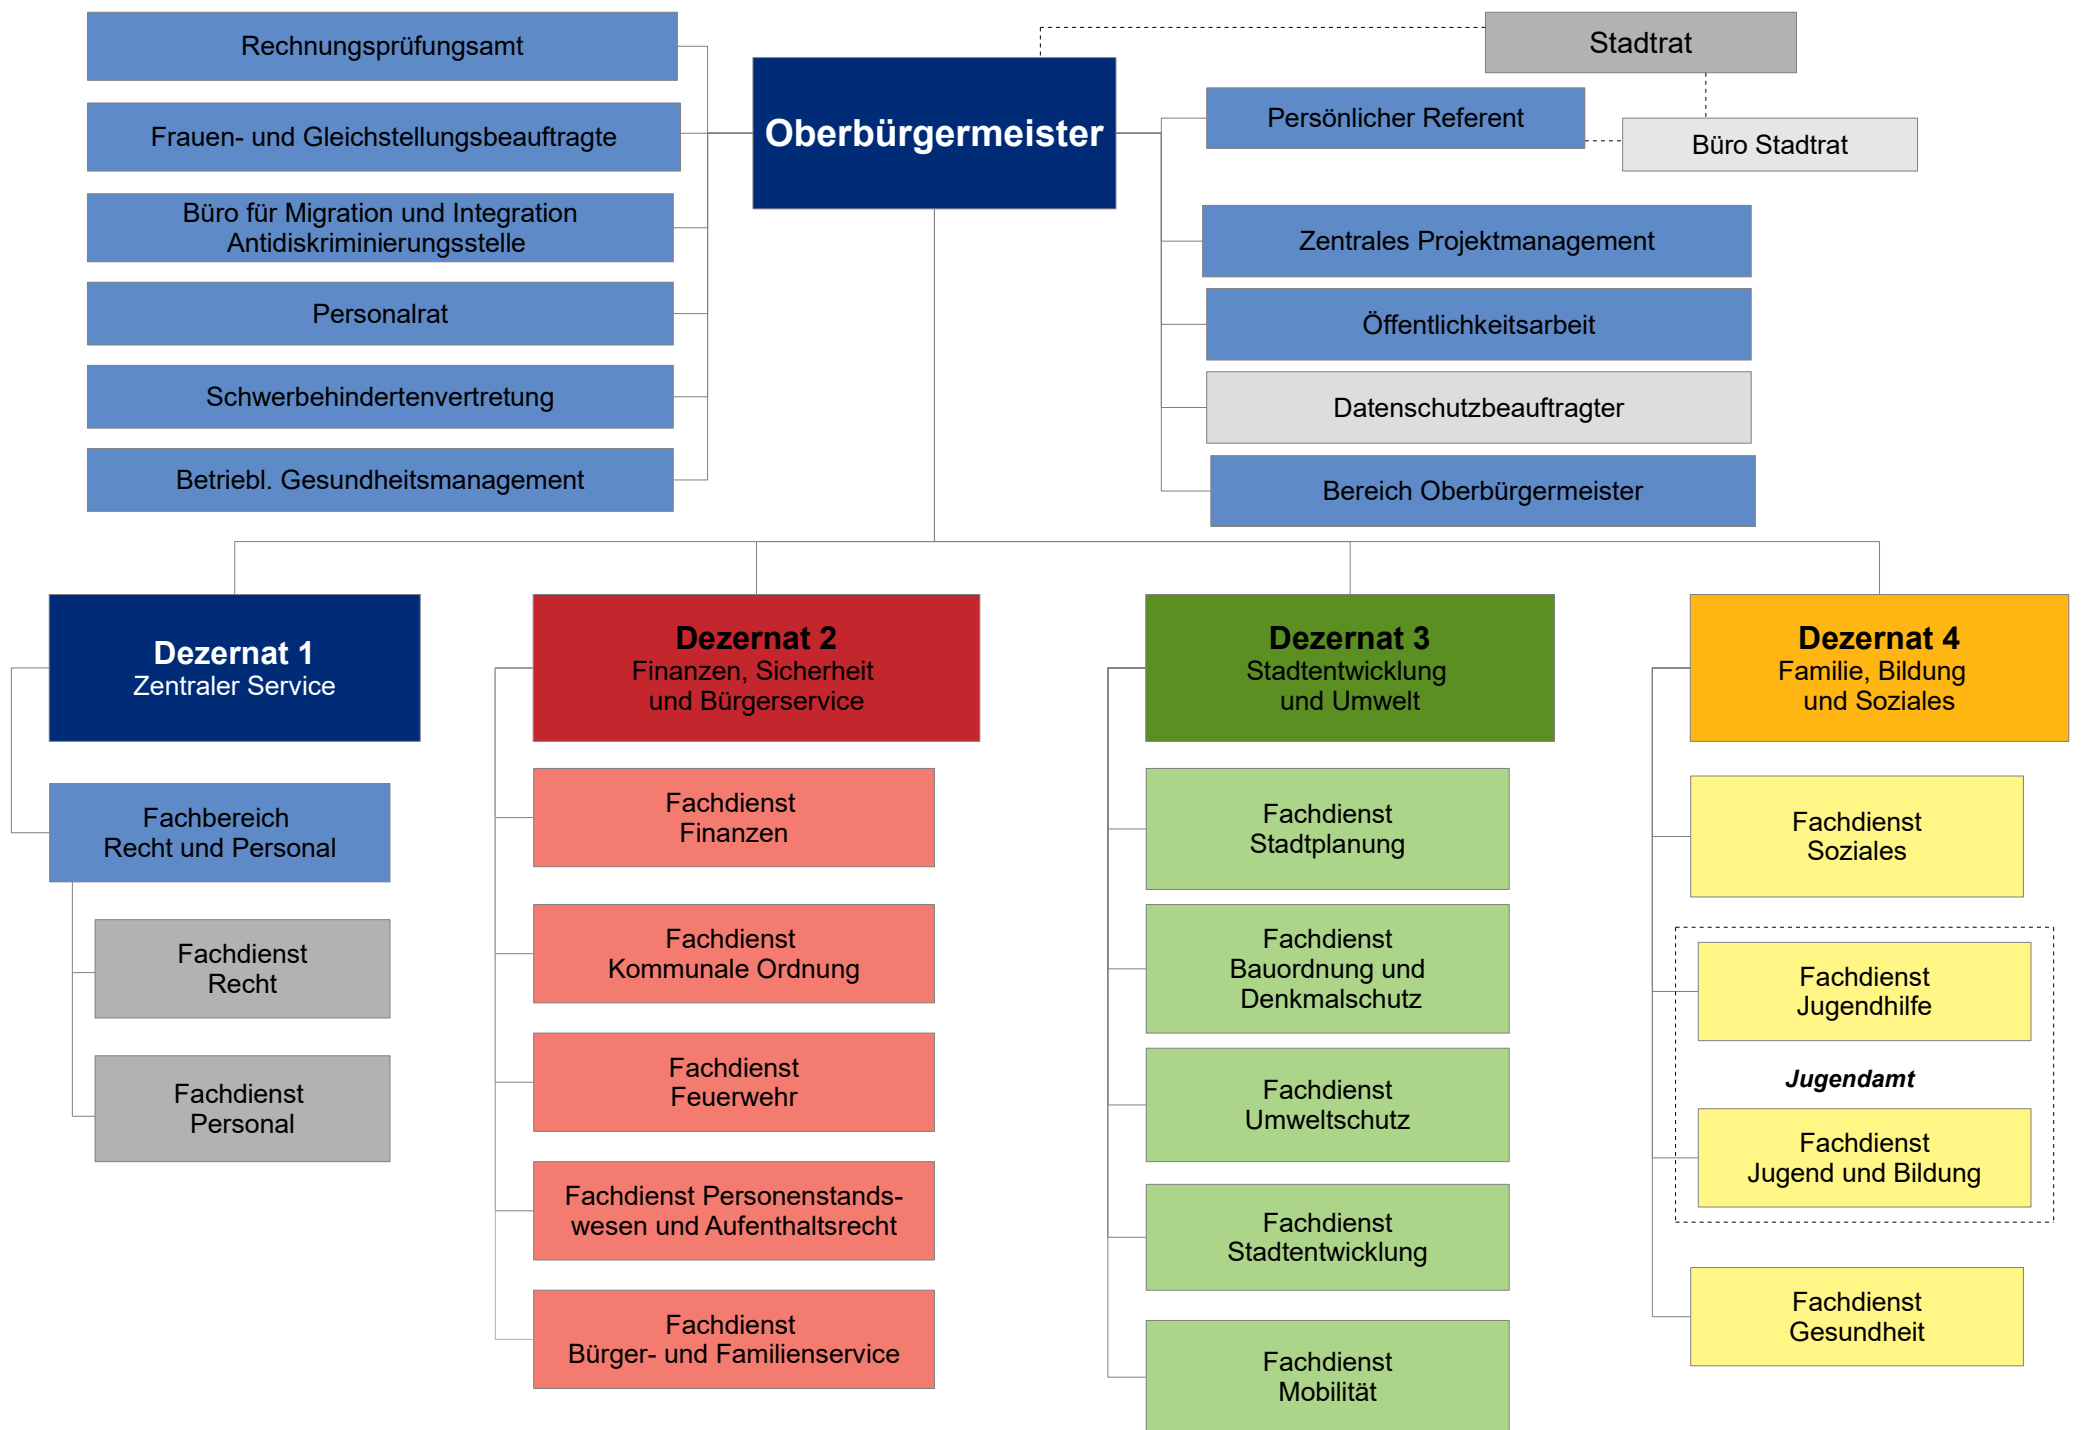 Rechnungsprüfungsamt
Frauen- und Gleichstellungsbeauftragte
Büro für Migration und Integration
Antidiskriminierungsstelle
Personalrat
Schwerbehindertenvertretung
Betriebl. Gesundheitsmanagement
Oberbürgermeister
Stadtrat
Persönlicher Referent
Büro Stadtrat
Zentrales Projektmanagement
Öffentlichkeitsarbeit
Datenschutzbeauftragter
Bereich Oberbürgermeister
Dezernat 1
Zentraler Service
Fachbereich
Recht und Personal
Fachdienst
Recht
Fachdienst
Personal
Dezernat 2
Finanzen, Sicherheit
und Bürgerservice
Fachdienst
Finanzen
Fachdienst
Kommunale Ordnung
Fachdienst
Feuerwehr
Fachdienst Personenstands-
wesen und Aufenthaltsrecht
Fachdienst
Bürger- und Familienservice
Dezernat 3
Stadtentwicklung
und Umwelt
Fachdienst
Stadtplanung
Fachdienst
Bauordnung und
Denkmalschutz
Fachdienst
Umweltschutz
Fachdienst
Stadtentwicklung
Fachdienst
Mobilität
Dezernat 4
Familie, Bildung
und Soziales
Fachdienst
Soziales
Fachdienst
Jugendhilfe
Jugendamt
Fachdienst
Jugend und Bildung
Fachdienst
Gesundheit